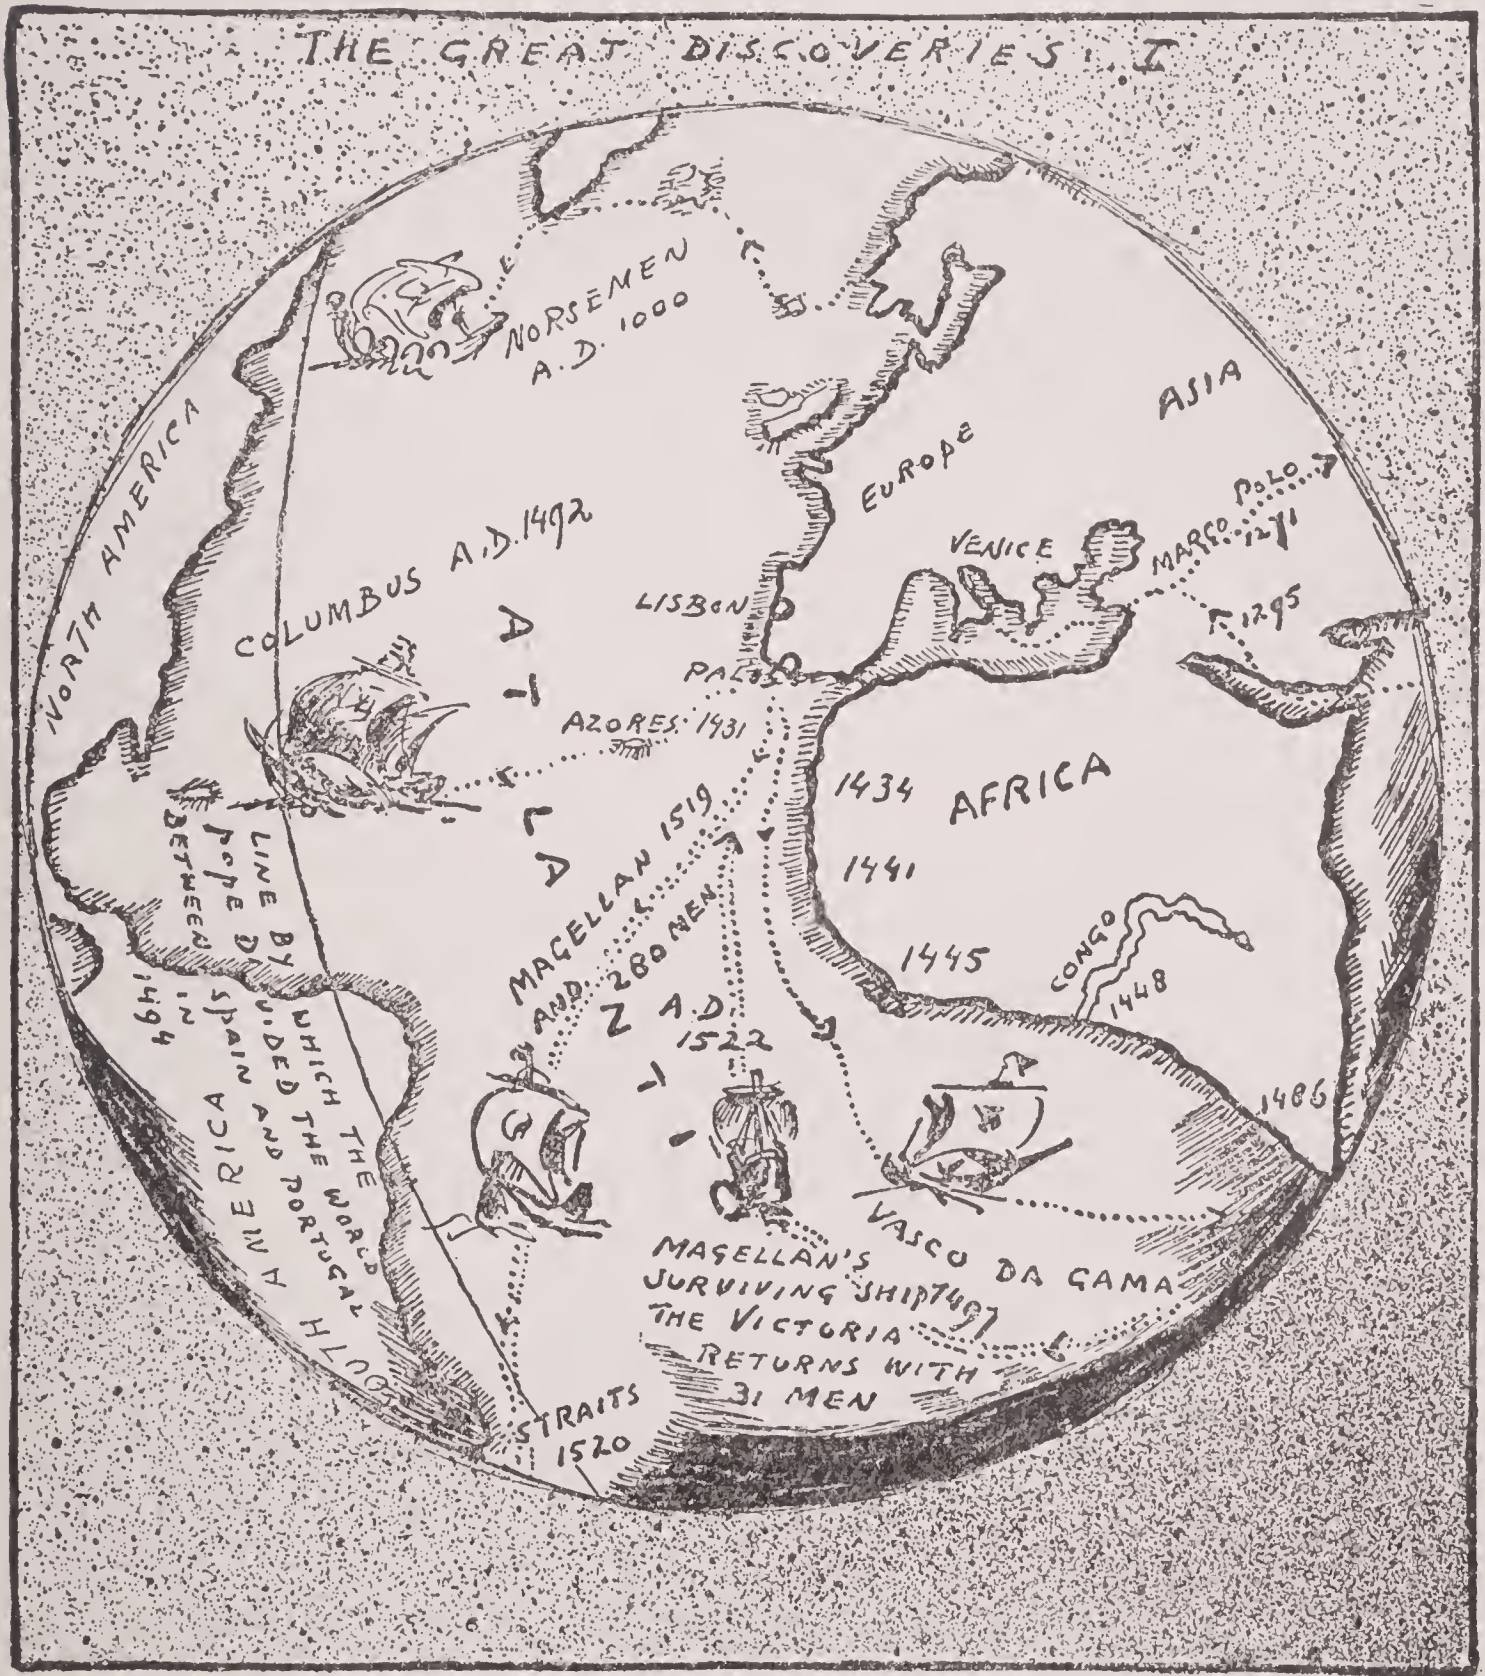 THE GREAT DISCOVERIES. I
NORSEMEN
A.D. 1000
ASIA
NORTH AMERICA
EUROPE
COLUMBUS A.D. 1492
VENICE
MARCO POLO
1271
1295
LISBON
PALOS
AZORES. 1431
ATLANTIC
1434
AFRICA
1441
1445
CONGO
1448
1486
MAGELLAN 1519
AND 280 MEN
A.D.
1522
LINE BY WHICH THE
POPE DIVIDED THE WORLD
BETWEEN SPAIN AND PORTUGAL
IN
1494
SOUTH AMERICA
VASCO DA GAMA
1497
MAGELLAN'S
SURVIVING SHIP
THE VICTORIA
RETURNS WITH
31 MEN
STRAITS
1520